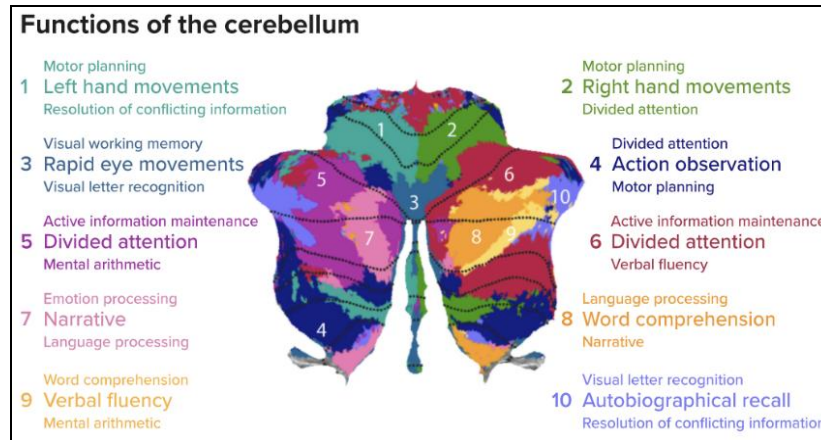 Functions of the cerebellum
Motor planning
1 Left hand movements
Resolution of conflicting information
Motor planning
2 Right hand movements
Divided attention
Visual working memory
3 Rapid eye movements
Visual letter recognition
Divided attention
4 Action observation
Motor planning
Active information maintenance
5 Divided attention
Mental arithmetic
Active information maintenance
6 Divided attention
Verbal fluency
Emotion processing
7 Narrative
Language processing
Language processing
8 Word comprehension
Narrative
Word comprehension
9 Verbal fluency
Mental arithmetic
Visual letter recognition
10 Autobiographical recall
Resolution of conflicting information
1
2
5
6
3
10
7
8
9
4